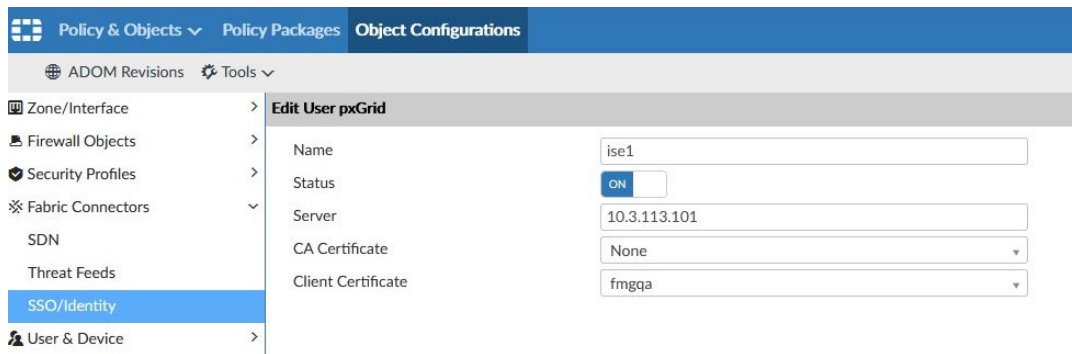 Policy & Objects Policy Packages Object Configurations
ADOM Revisions Tools
Zone/Interface
Firewall Objects
Security Profiles
Fabric Connectors
SDN
Threat Feeds
SSO/Identity
User & Device
Edit User pxGrid
Name ise1
Status ON
Server 10.3.113.101
CA Certificate None
Client Certificate fmgqa